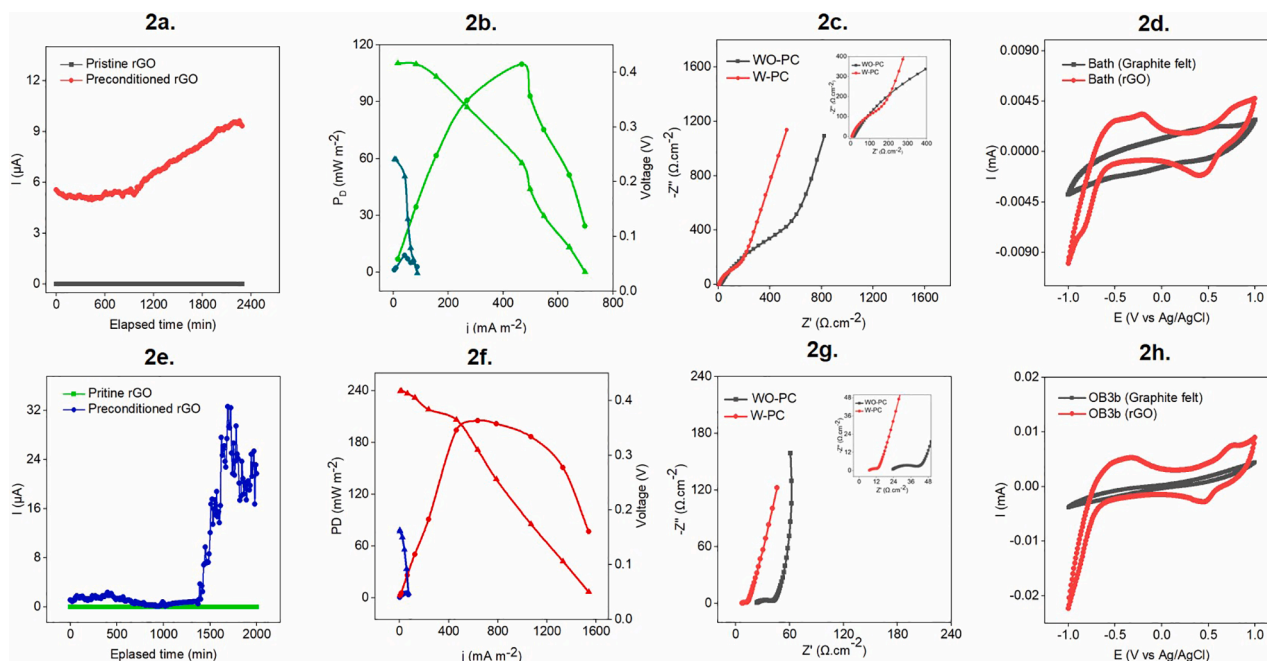 2a.
2b.
2c.
2d.
Pristine rGO
Preconditioned rGO
I (µA)
12
9
6
3
0
0 600 1200 1800 2400
Elapsed time (min)
P_D (mW m⁻²)
120
90
60
30
0
0 200 400 600 800
j (mA m⁻²)
Voltage (V)
0.4
0.3
0.2
0.1
0.0
WO-PC
W-PC
-Z" (Ω.cm⁻²)
1800
1500
1200
800
400
0
0 400 800 1200 1600
Z' (Ω.cm⁻²)
WO-PC
W-PC
-Z" (Ω.cm⁻²)
400
300
200
100
0
0 100 200 300 400
Z' (Ω.cm⁻²)
Bath (Graphite felt)
Bath (rGO)
I (mA)
0.0090
0.0045
0.0000
-0.0045
-0.0090
-1.0 -0.5 0.0 0.5 1.0
E (V vs Ag/AgCl)
2e.
2f.
2g.
2h.
Pritine rGO
Preconditioned rGO
I (µA)
32
24
16
8
0
0 500 1000 1500 2000
Eplased time (min)
PD (mW m⁻²)
240
180
120
60
0
0 400 800 1200 1600
j (mA m⁻²)
Voltage (V)
0.4
0.3
0.2
0.1
0.0
WO-PC
W-PC
-Z" (Ω.cm⁻²)
240
180
120
60
0
0 60 120 180 240
Z' (Ω.cm⁻²)
WO-PC
W-PC
-Z" (Ω.cm⁻²)
48
36
24
12
0
0 12 24 36 48
Z' (Ω.cm⁻²)
OB3b (Graphite felt)
OB3b (rGO)
I (mA)
0.02
0.01
0.00
-0.01
-0.02
-1.0 -0.5 0.0 0.5 1.0
E (V vs Ag/AgCl)